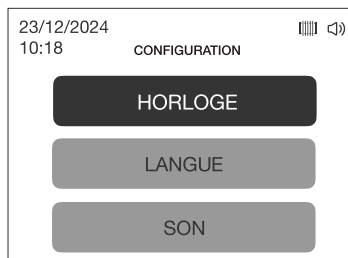 23/12/2024
10:18
CONFIGURATION
HORLOGE
LANGUE
SON